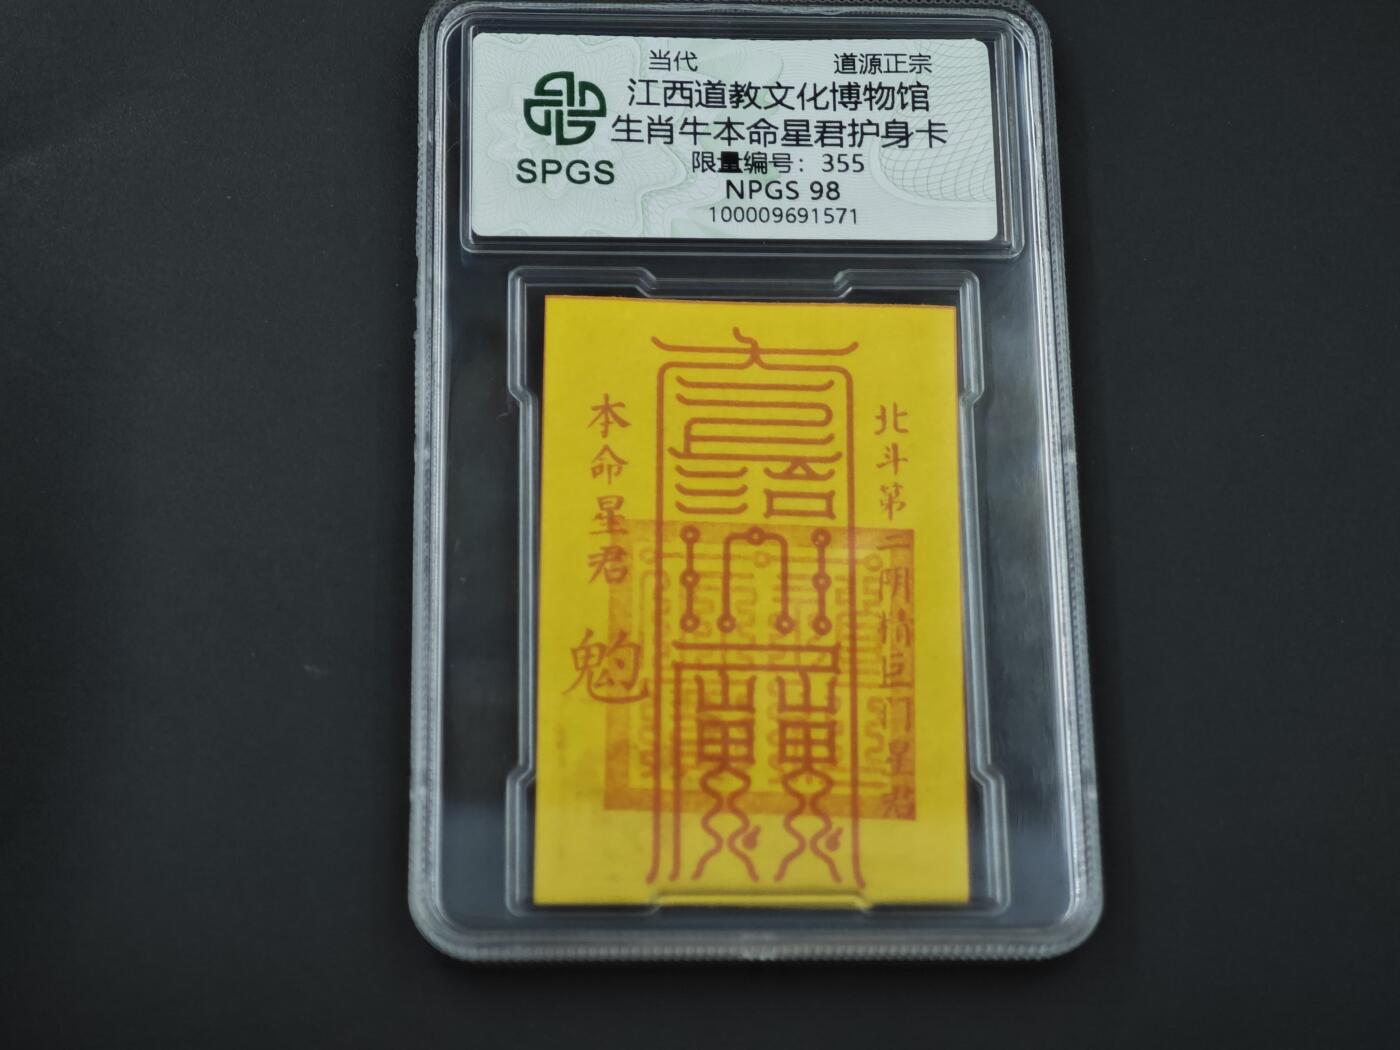 当代 道源正宗
江西道教文化博物馆
生肖牛本命星君护身卡
限量编号：355
NPGS 98
100009691571
SPGS
北斗第二阴精巨门星君
本命星君